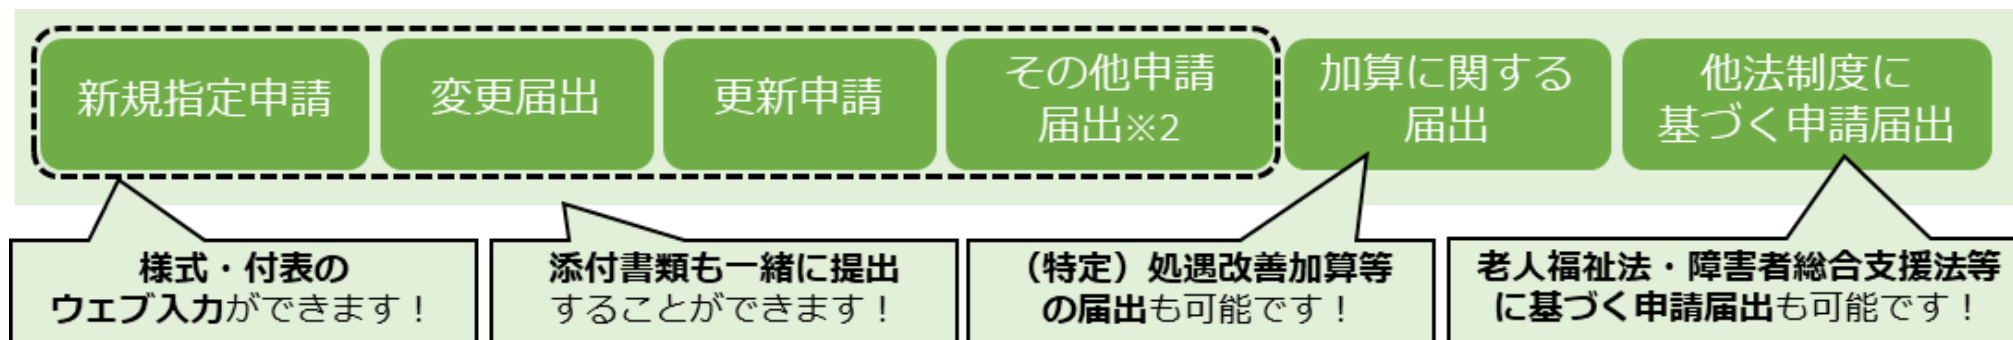 新規指定申請
変更届出
更新申請
その他申請
届出※2
加算に関する
届出
他法制度に
基づく申請届出
様式・付表の
ウェブ入力ができます！
添付書類も一緒に提出
することができます！
（特定）処遇改善加算等
の届出も可能です！
老人福祉法・障害者総合支援法等
に基づく申請届出も可能です！